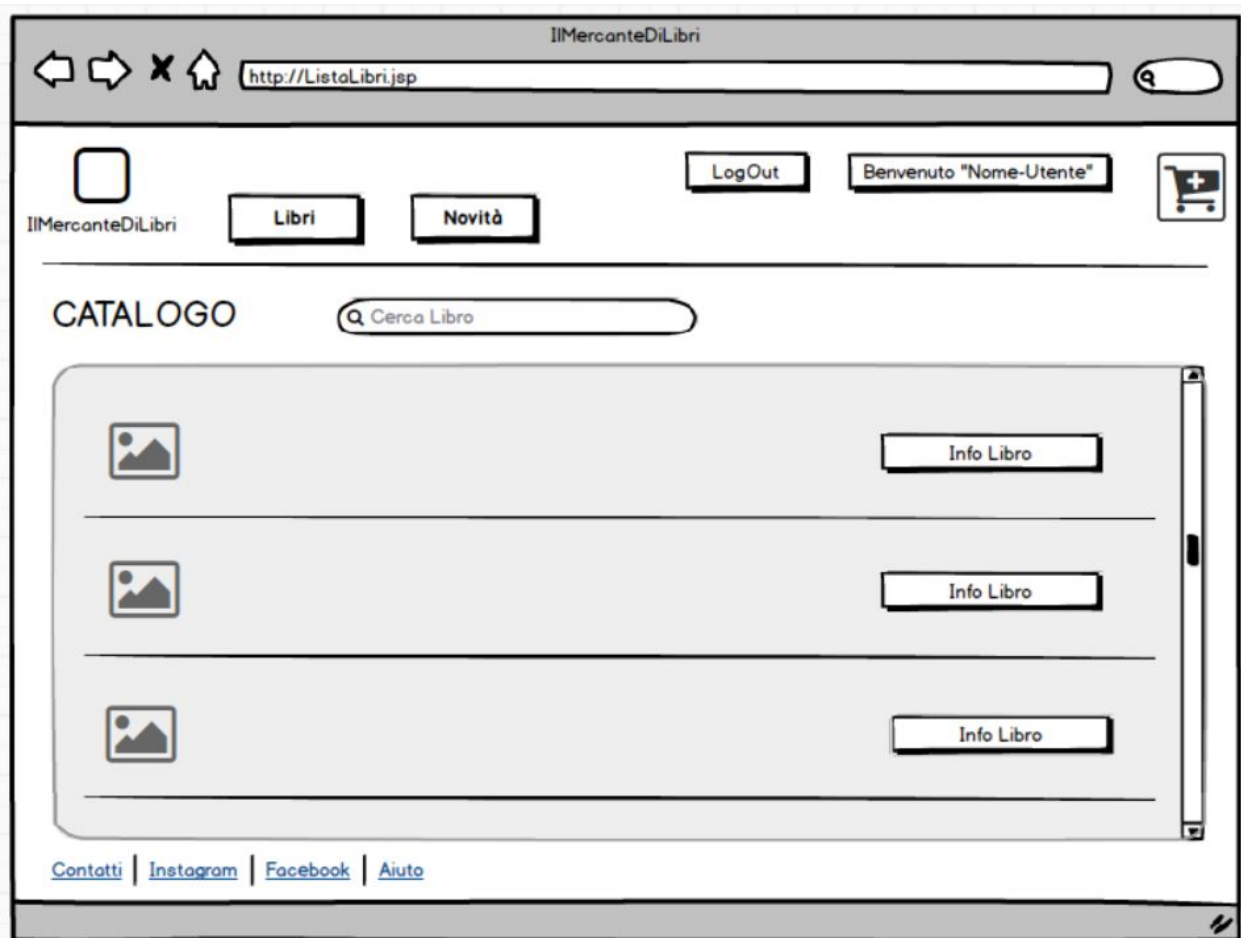 IlMercanteDiLibri
http://ListaLibri.jsp
LogOut
Benvenuto "Nome-Utente"
IlMercanteDiLibri
Libri
Novità
CATALOGO
Cerca Libro
Info Libro
Info Libro
Info Libro
Contatti
Instagram
Facebook
Aiuto